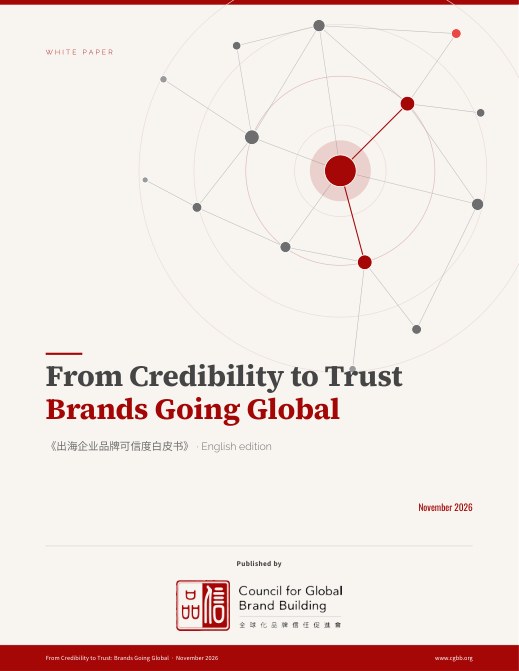 WHITE PAPER
From Credibility to Trust
Brands Going Global
《出海企业品牌可信度白皮书》 · English edition
November 2026
Published by
品信
Council for Global
Brand Building
全球化品牌信任促進會
From Credibility to Trust: Brands Going Global · November 2026
www.cgbb.org